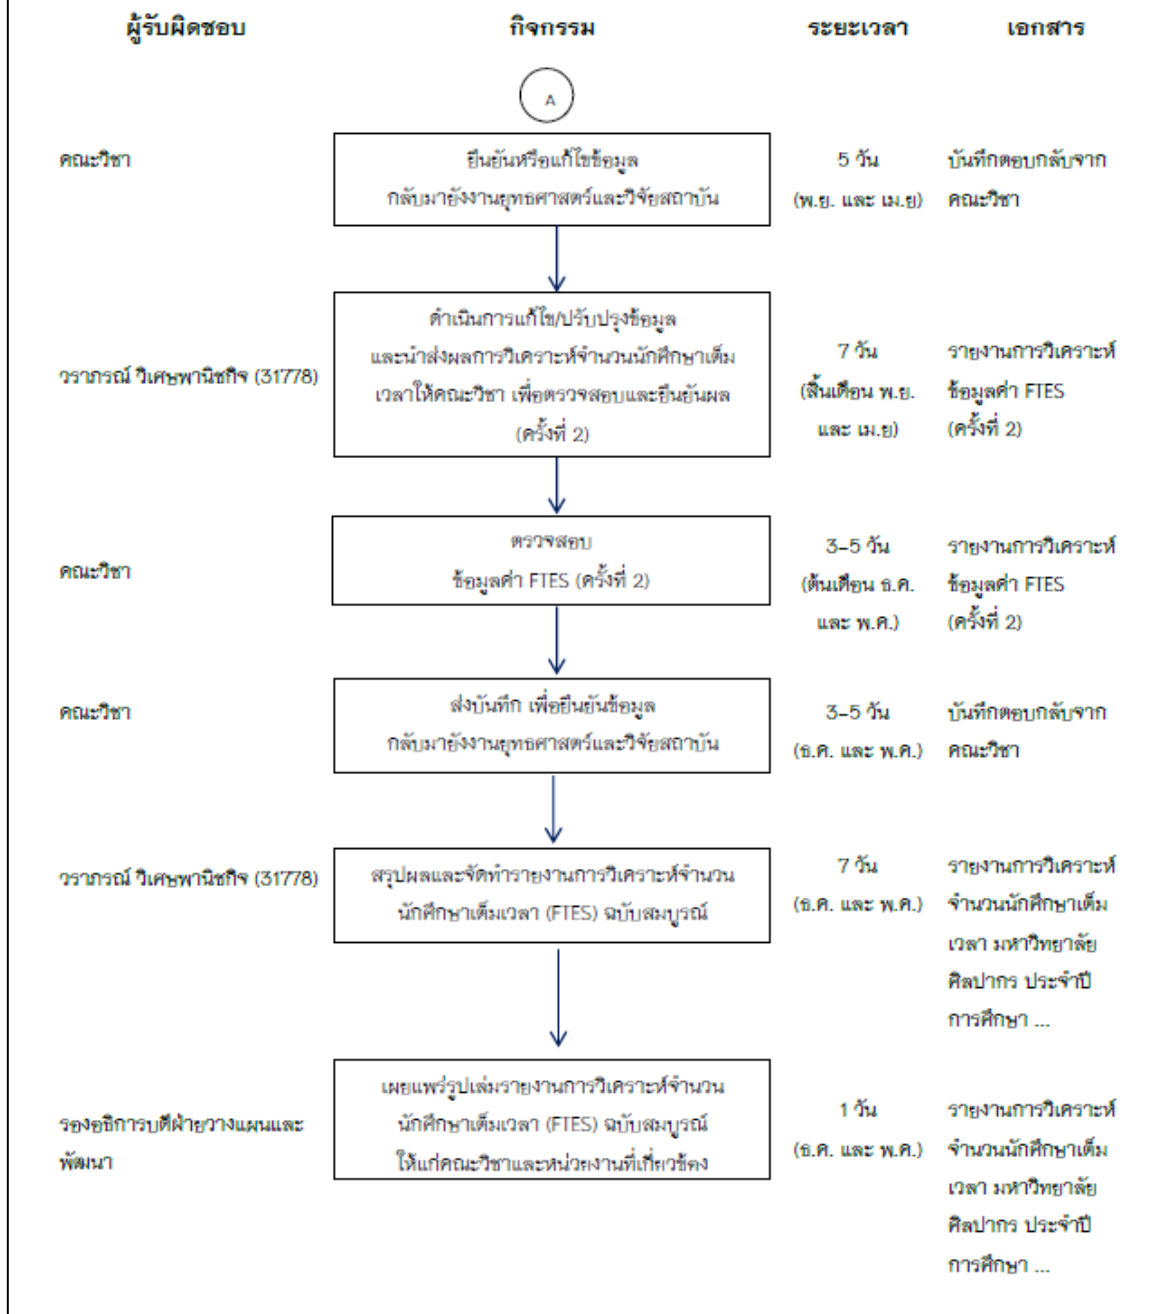 ผู้รับผิดชอบ กิจกรรม ระยะเวลา เอกสาร
A
คณะวิชา
ยืนยันหรือแก้ไขข้อมูล
กลับมายังงานยุทธศาสตร์และวิจัยสถาบัน
5 วัน
(พ.ย. และ เม.ย)
บันทึกตอบกลับจาก
คณะวิชา
วราภรณ์ วิเศษพานิชกิจ (31778)
ดำเนินการแก้ไข/ปรับปรุงข้อมูล
และนำส่งผลการวิเคราะห์จำนวนนักศึกษาเต็ม
เวลาให้คณะวิชา เพื่อตรวจสอบและยืนยันผล
(ครั้งที่ 2)
7 วัน
(สิ้นเดือน พ.ย.
และ เม.ย)
รายงานการวิเคราะห์
ข้อมูลค่า FTES
(ครั้งที่ 2)
คณะวิชา
ตรวจสอบ
ข้อมูลค่า FTES (ครั้งที่ 2)
3-5 วัน
(ต้นเดือน ธ.ค.
และ พ.ค.)
รายงานการวิเคราะห์
ข้อมูลค่า FTES
(ครั้งที่ 2)
คณะวิชา
ส่งบันทึก เพื่อยืนยันข้อมูล
กลับมายังงานยุทธศาสตร์และวิจัยสถาบัน
3-5 วัน
(ธ.ค. และ พ.ค.)
บันทึกตอบกลับจาก
คณะวิชา
วราภรณ์ วิเศษพานิชกิจ (31778)
สรุปผลและจัดทำรายงานการวิเคราะห์จำนวน
นักศึกษาเต็มเวลา (FTES) ฉบับสมบูรณ์
7 วัน
(ธ.ค. และ พ.ค.)
รายงานการวิเคราะห์
จำนวนนักศึกษาเต็ม
เวลา มหาวิทยาลัย
ศิลปากร ประจำปี
การศึกษา ...
รองอธิการบดีฝ่ายวางแผนและ
พัฒนา
เผยแพร่รูปเล่มรายงานการวิเคราะห์จำนวน
นักศึกษาเต็มเวลา (FTES) ฉบับสมบูรณ์
ให้แก่คณะวิชาและหน่วยงานที่เกี่ยวข้อง
1 วัน
(ธ.ค. และ พ.ค.)
รายงานการวิเคราะห์
จำนวนนักศึกษาเต็ม
เวลา มหาวิทยาลัย
ศิลปากร ประจำปี
การศึกษา ...